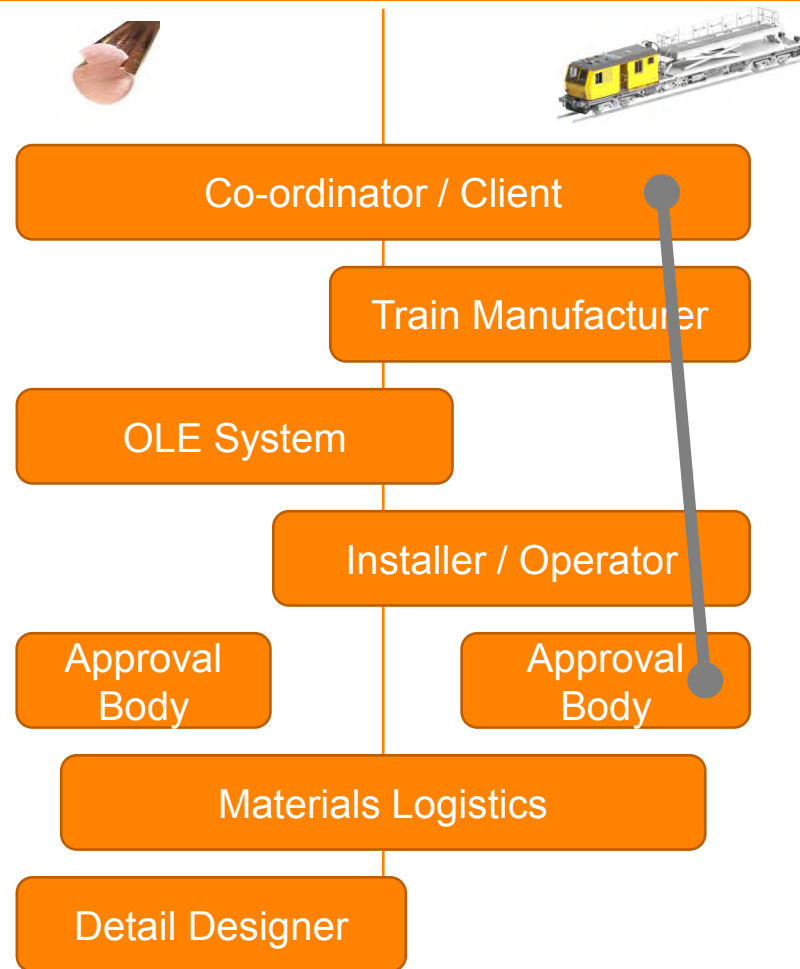 Co-ordinator / Client
Train Manufacturer
OLE System
Installer / Operator
Approval
Body
Approval
Body
Materials Logistics
Detail Designer